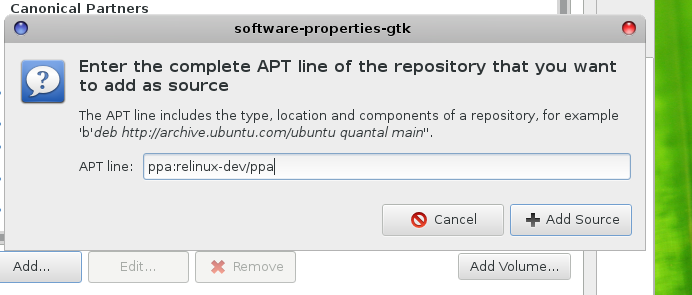 Canonical Partners
software-properties-gtk
Enter the complete APT line of the repository that you want
to add as source
The APT line includes the type, location and components of a repository, for example
'b'deb http://archive.ubuntu.com/ubuntu quantal main''.
APT line: ppa:relinux-dev/ppa
Cancel Add Source
Add... Edit... Remove Add Volume...